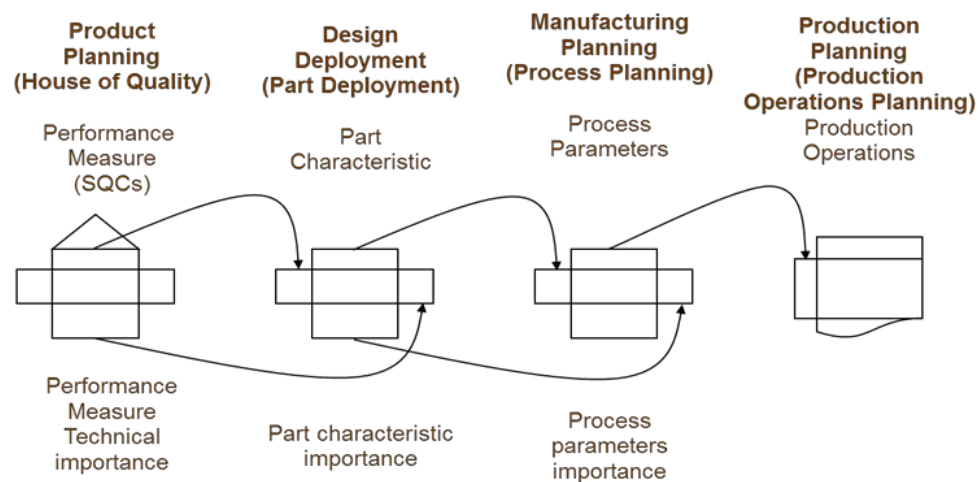 Product
Planning
(House of Quality)
Performance
Measure
(SQCs)
Design
Deployment
(Part Deployment)
Part
Characteristic
Manufacturing
Planning
(Process Planning)
Process
Parameters
Production
Planning
(Production
Operations Planning)
Production
Operations
Performance
Measure
Technical
importance
Part characteristic
importance
Process
parameters
importance